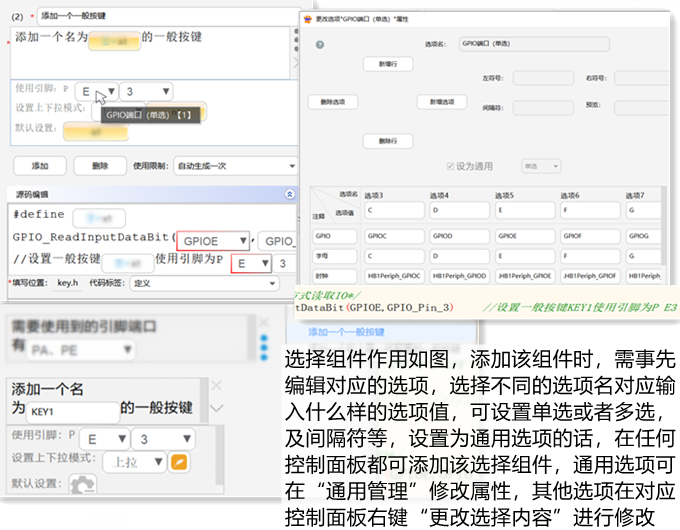 (2) * 添加一个一般按键
添加一个名为 的一般按键
使用引脚: P E 3
设置上下拉模式:
GPIO端口（单选）【1】
默认设置:
添加 删除 使用限制: 自动生成一次
源码编辑
#define
GPIO_ReadInputDataBit( GPIOE , GPIO_
//设置一般按键 使用引脚为P E 3
*填写位置: key.h 代码标签: 定义
更改选项"GPIO端口（单选）"属性
选项名: GPIO端口（单选）
新增行
左符号: 右符号:
删除选项 新增选项
间隔符: 预览:
删除行
设为通用 单选
选项名 选项3 选项4 选项5 选项6 选项7
注释 选项值 C D E F G
GPIO GPIOC GPIOD GPIOE GPIOF GPIOG
字母 C D E F G
时钟 HB1Periph_GPIOC HB1Periph_GPIOD .HB1Periph_GPIOE .HB1Periph_GPIOF HB1Periph_GPIO
方式读取IO*/
tDataBit(GPIOE,GPIO_Pin_3) //设置一般按键KEY1使用引脚为P E3
添加一个一般按键
需要使用到的引脚端口
有 PA、PE
添加一个名
为 KEY1 的一般按键
使用引脚: P E 3
设置上下拉模式: 上拉
默认设置:
选择组件作用如图，添加该组件时，需事先
编辑对应的选项，选择不同的选项名对应输
入什么样的选项值，可设置单选或者多选，
及间隔符等，设置为通用选项的话，在任何
控制面板都可添加该选择组件，通用选项可
在“通用管理”修改属性，其他选项在对应
控制面板右键“更改选择内容”进行修改